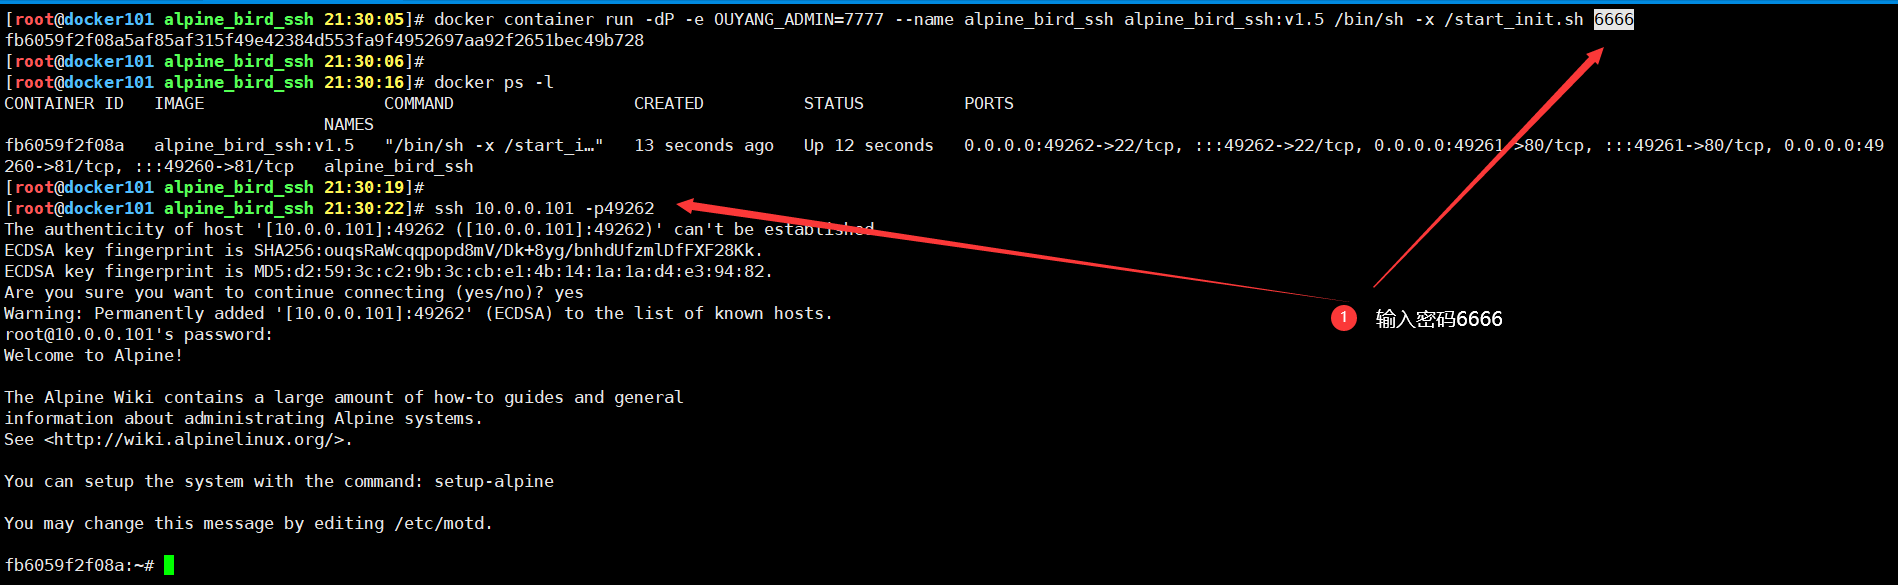 [root@docker101 alpine_bird_ssh 21:30:05]# docker container run -dP -e OUYANG_ADMIN=7777 --name alpine_bird_ssh alpine_bird_ssh:v1.5 /bin/sh -x /start_init.sh 6666
fb6059f2f08a5af85af315f49e42384d553fa9f4952697aa92f2651bec49b728
[root@docker101 alpine_bird_ssh 21:30:06]#
[root@docker101 alpine_bird_ssh 21:30:16]# docker ps -l
CONTAINER ID   IMAGE                  COMMAND                  CREATED          STATUS          PORTS
                                NAMES
fb6059f2f08a   alpine_bird_ssh:v1.5   "/bin/sh -x /start_i…"   13 seconds ago   Up 12 seconds   0.0.0.0:49262->22/tcp, :::49262->22/tcp, 0.0.0.0:49261->80/tcp, :::49261->80/tcp, 0.0.0.0:49
260->81/tcp, :::49260->81/tcp   alpine_bird_ssh
[root@docker101 alpine_bird_ssh 21:30:19]#
[root@docker101 alpine_bird_ssh 21:30:22]# ssh 10.0.0.101 -p49262
The authenticity of host '[10.0.0.101]:49262 ([10.0.0.101]:49262)' can't be established.
ECDSA key fingerprint is SHA256:ouqsRaWcqqpopd8mV/Dk+8yg/bnhdUfzmlDfFXF28Kk.
ECDSA key fingerprint is MD5:d2:59:3c:c2:9b:3c:cb:e1:4b:14:1a:1a:d4:e3:94:82.
Are you sure you want to continue connecting (yes/no)? yes
Warning: Permanently added '[10.0.0.101]:49262' (ECDSA) to the list of known hosts.
1 输入密码6666
root@10.0.0.101's password:
Welcome to Alpine!
The Alpine Wiki contains a large amount of how-to guides and general
information about administrating Alpine systems.
See <http://wiki.alpinelinux.org/>.
You can setup the system with the command: setup-alpine
You may change this message by editing /etc/motd.
fb6059f2f08a:~#